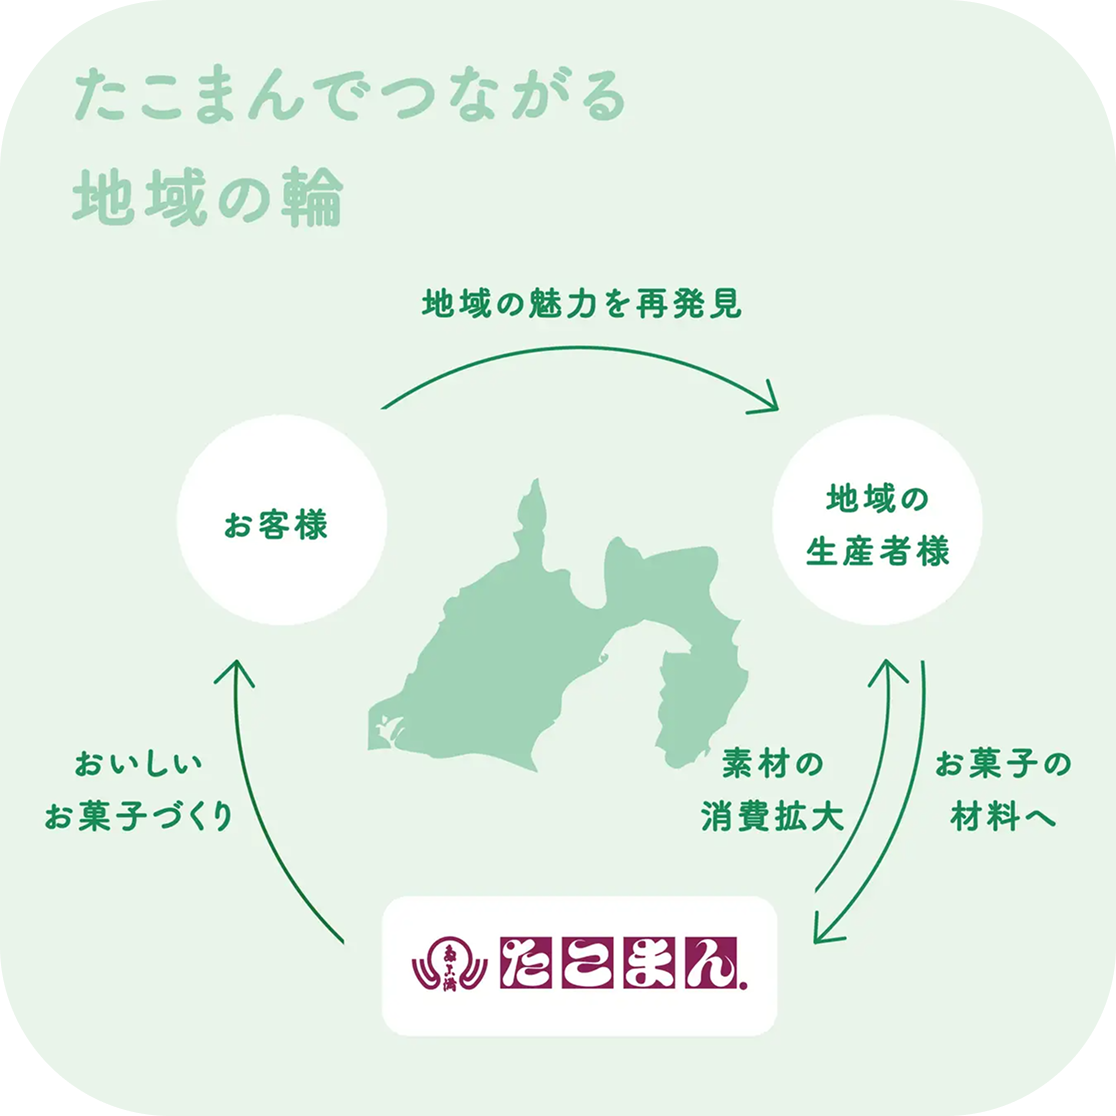 たこまんでつながる
地域の輪
地域の魅力を再発見
お客様
地域の
生産者様
おいしい
お菓子づくり
素材の
消費拡大
お菓子の
材料へ
たこまん.